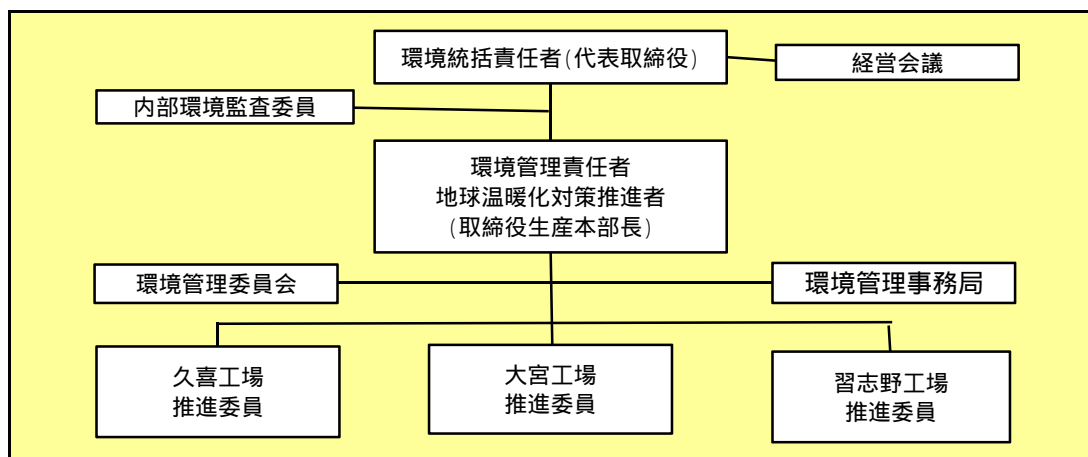 環境統括責任者(代表取締役)
経営会議
内部環境監査委員
環境管理責任者
地球温暖化対策推進者
(取締役生産本部長)
環境管理委員会
環境管理事務局
久喜工場
推進委員
大宮工場
推進委員
習志野工場
推進委員